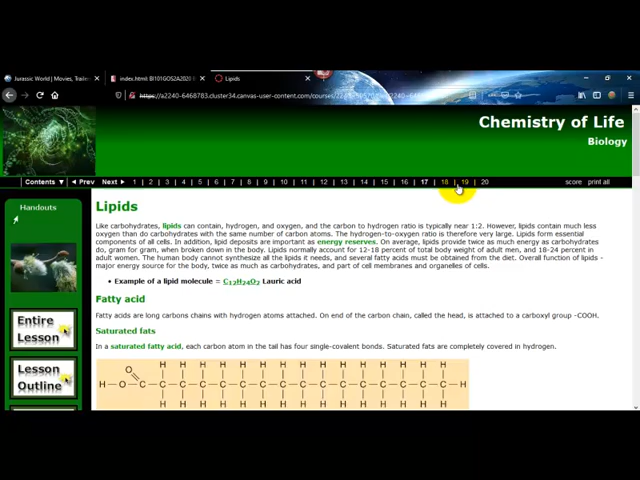 Jurassic World | Movies, Trailer
index.html: BI101GOS2A2020
Lipids
Chemistry of Life
Biology
Contents ▼ ◄ Prev Next ► 1 | 2 | 3 | 4 | 5 | 6 | 7 | 8 | 9 | 10 | 11 | 12 | 13 | 14 | 15 | 16 | 17 | 18 | 19 | 20 score print all
Handouts
Lipids
Like carbohydrates, lipids can contain, hydrogen, and oxygen, and the carbon to hydrogen ratio is typically near 1:2. However, lipids contain much less
oxygen than do carbohydrates with the same number of carbon atoms. The hydrogen-to-oxygen ratio is therefore very large. Lipids form essential
components of all cells. In addition, lipid deposits are important as energy reserves. On average, lipids provide twice as much energy as carbohydrates
do, gram for gram, when broken down in the body. Lipids normally account for 12-18 percent of total body weight of adult men, and 18-24 percent in
adult women. The human body cannot synthesize all the lipids it needs, and several fatty acids must be obtained from the diet. Overall function of lipids -
major energy source for the body, twice as much as carbohydrates, and part of cell membranes and organelles of cells.
• Example of a lipid molecule = C12H24O2 Lauric acid
Fatty acid
Fatty acids are long carbons chains with hydrogen atoms attached. On end of the carbon chain, called the head, is attached to a carboxyl group -COOH.
Entire
Lesson
Saturated fats
In a saturated fatty acid, each carbon atom in the tail has four single-covalent bonds. Saturated fats are completely covered in hydrogen.
Lesson
Outline
O H H H H H H H H H H H H H H H
H O C C C C C C C C C C C C C C C C H
H H H H H H H H H H H H H H H